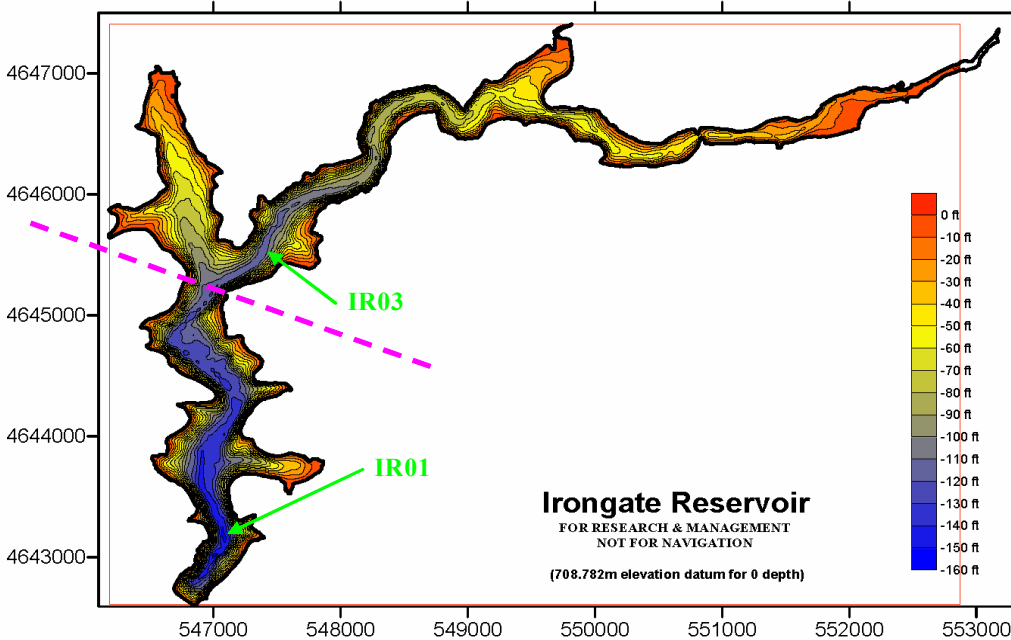 4647000
4646000
4645000
4644000
4643000
IR03
IR01
0 ft
-10 ft
-20 ft
-30 ft
-40 ft
-50 ft
-60 ft
-70 ft
-80 ft
-90 ft
-100 ft
-110 ft
-120 ft
-130 ft
-140 ft
-150 ft
-160 ft
Irongate Reservoir
FOR RESEARCH & MANAGEMENT
NOT FOR NAVIGATION
(708.782m elevation datum for 0 depth)
547000 548000 549000 550000 551000 552000 553000